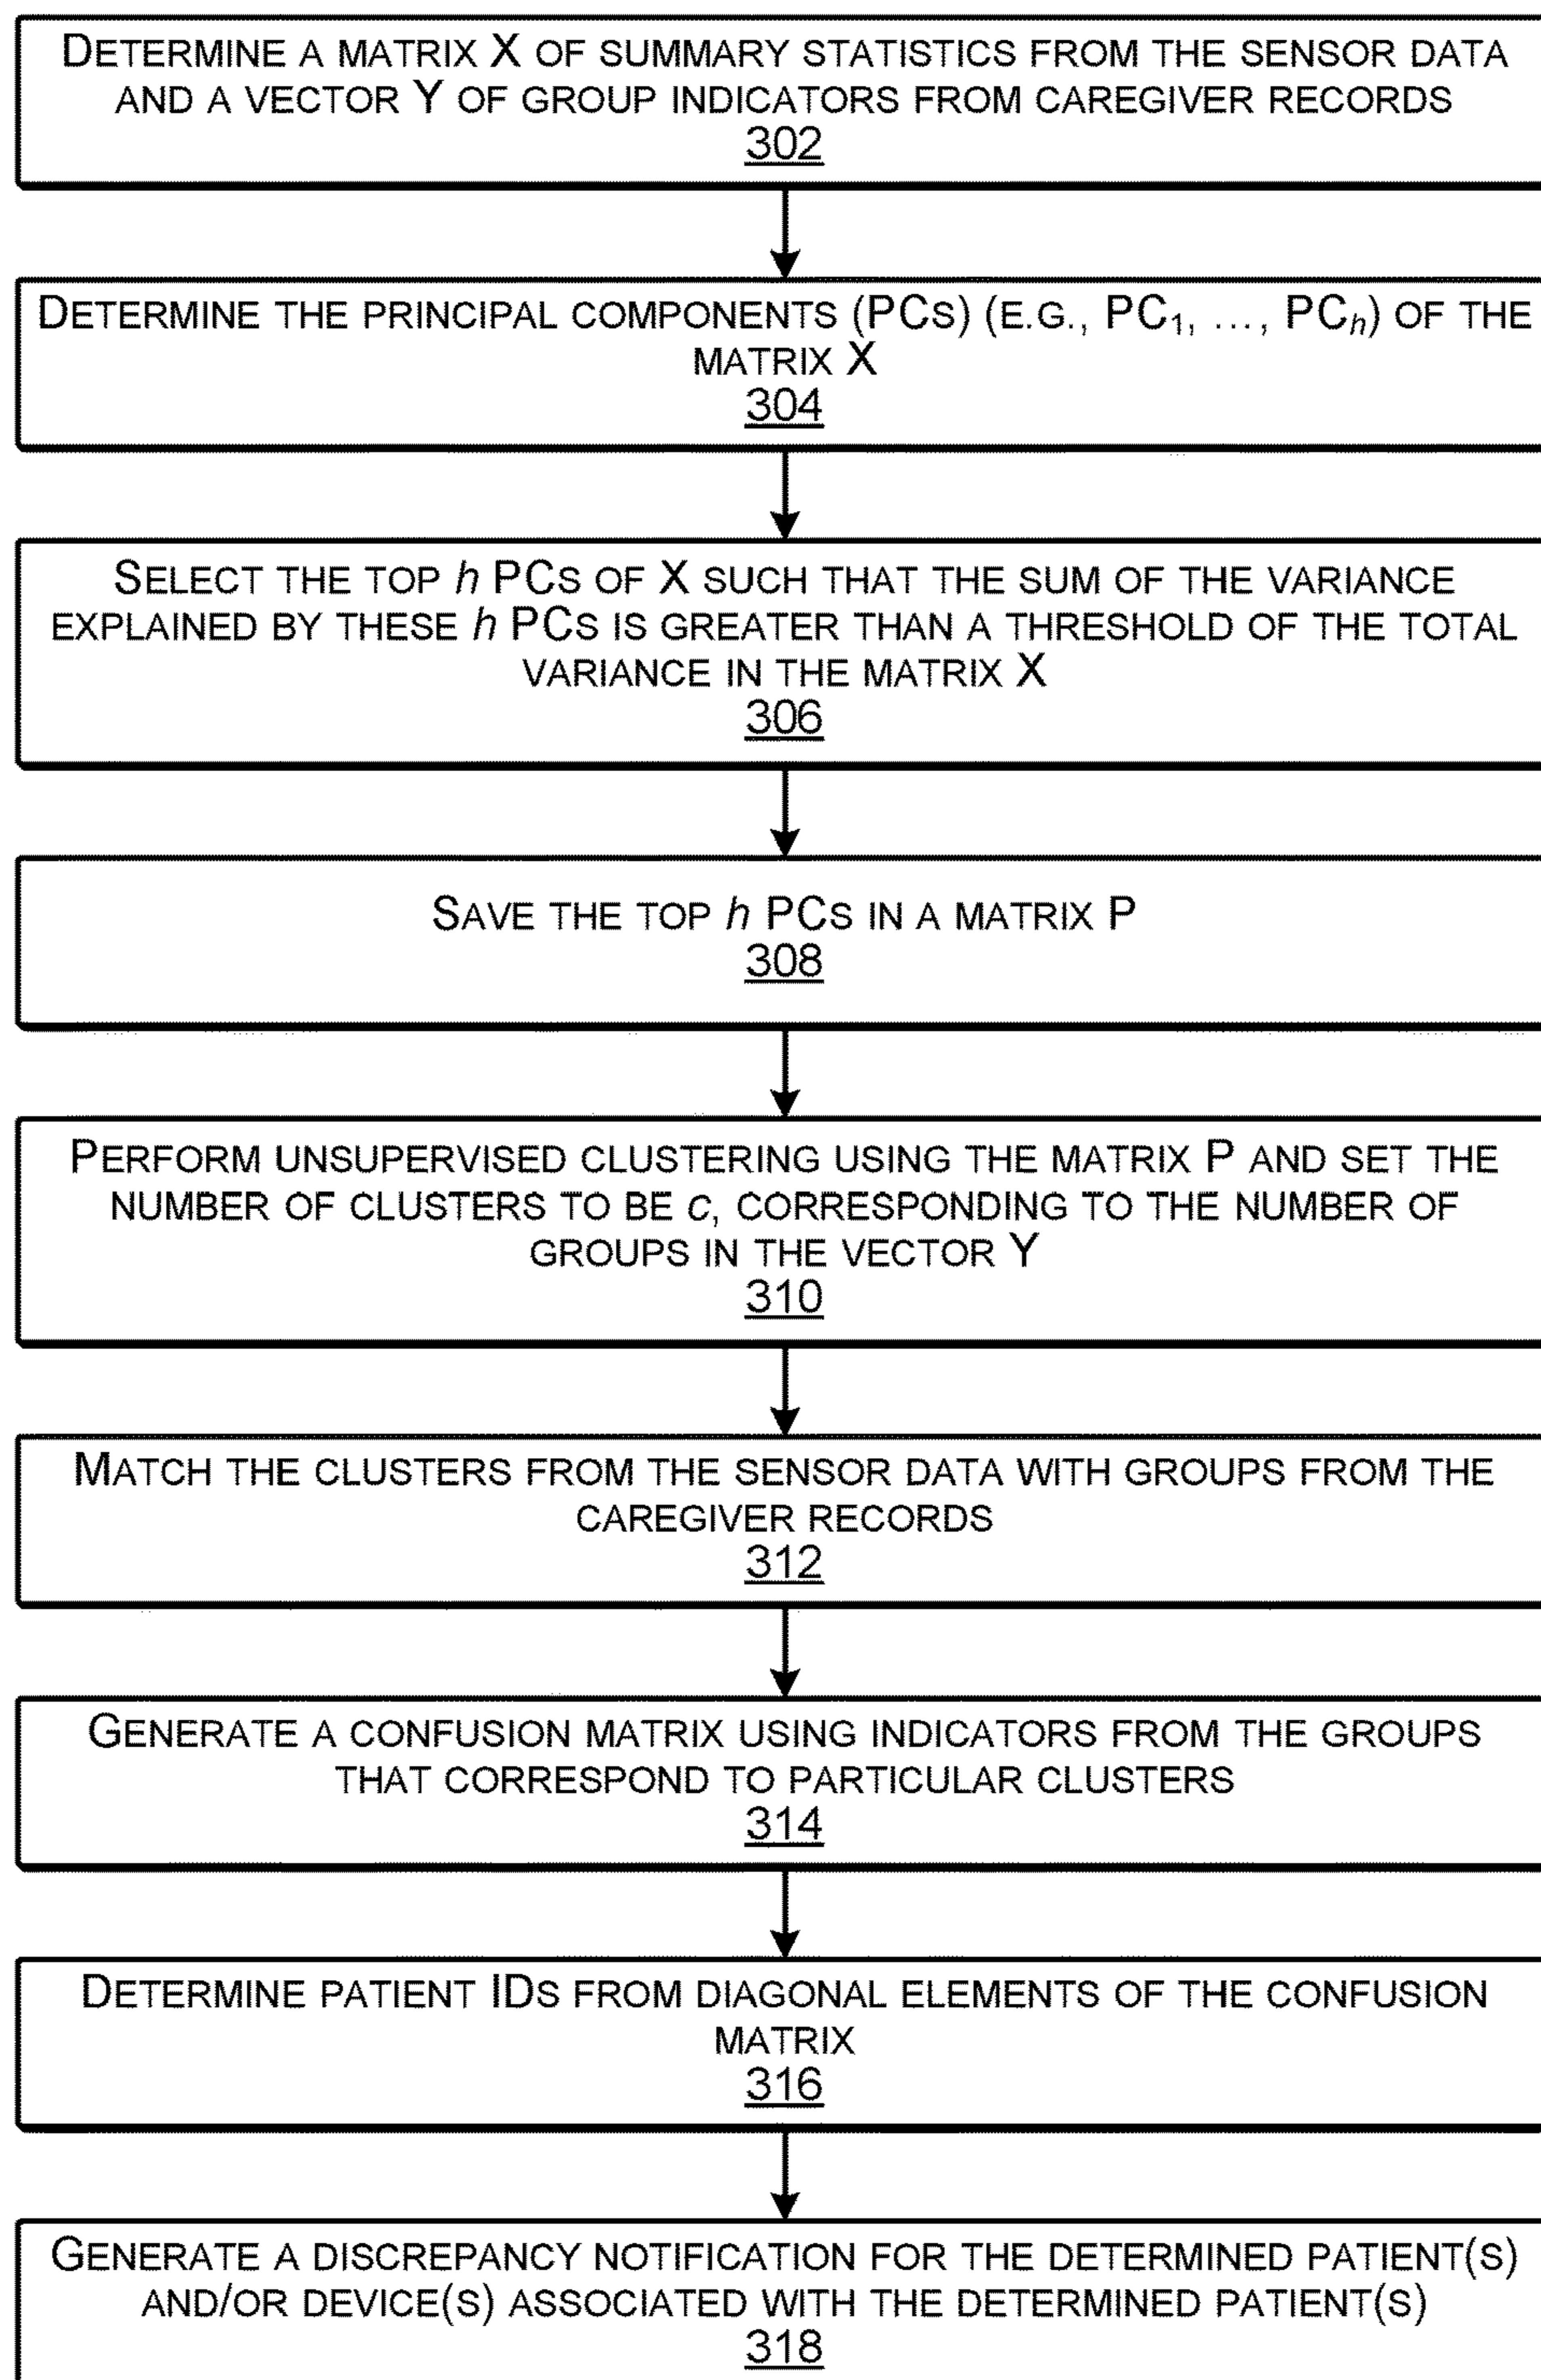 DETERMINE A MATRIX X OF SUMMARY STATISTICS FROM THE SENSOR DATA
AND A VECTOR Y OF GROUP INDICATORS FROM CAREGIVER RECORDS
302
DETERMINE THE PRINCIPAL COMPONENTS (PCS) (E.G., PC₁, ..., PCₕ) OF THE
MATRIX X
304
SELECT THE TOP h PCS OF X SUCH THAT THE SUM OF THE VARIANCE
EXPLAINED BY THESE h PCS IS GREATER THAN A THRESHOLD OF THE TOTAL
VARIANCE IN THE MATRIX X
306
SAVE THE TOP h PCS IN A MATRIX P
308
PERFORM UNSUPERVISED CLUSTERING USING THE MATRIX P AND SET THE
NUMBER OF CLUSTERS TO BE c, CORRESPONDING TO THE NUMBER OF
GROUPS IN THE VECTOR Y
310
MATCH THE CLUSTERS FROM THE SENSOR DATA WITH GROUPS FROM THE
CAREGIVER RECORDS
312
GENERATE A CONFUSION MATRIX USING INDICATORS FROM THE GROUPS
THAT CORRESPOND TO PARTICULAR CLUSTERS
314
DETERMINE PATIENT IDS FROM DIAGONAL ELEMENTS OF THE CONFUSION
MATRIX
316
GENERATE A DISCREPANCY NOTIFICATION FOR THE DETERMINED PATIENT(S)
AND/OR DEVICE(S) ASSOCIATED WITH THE DETERMINED PATIENT(S)
318